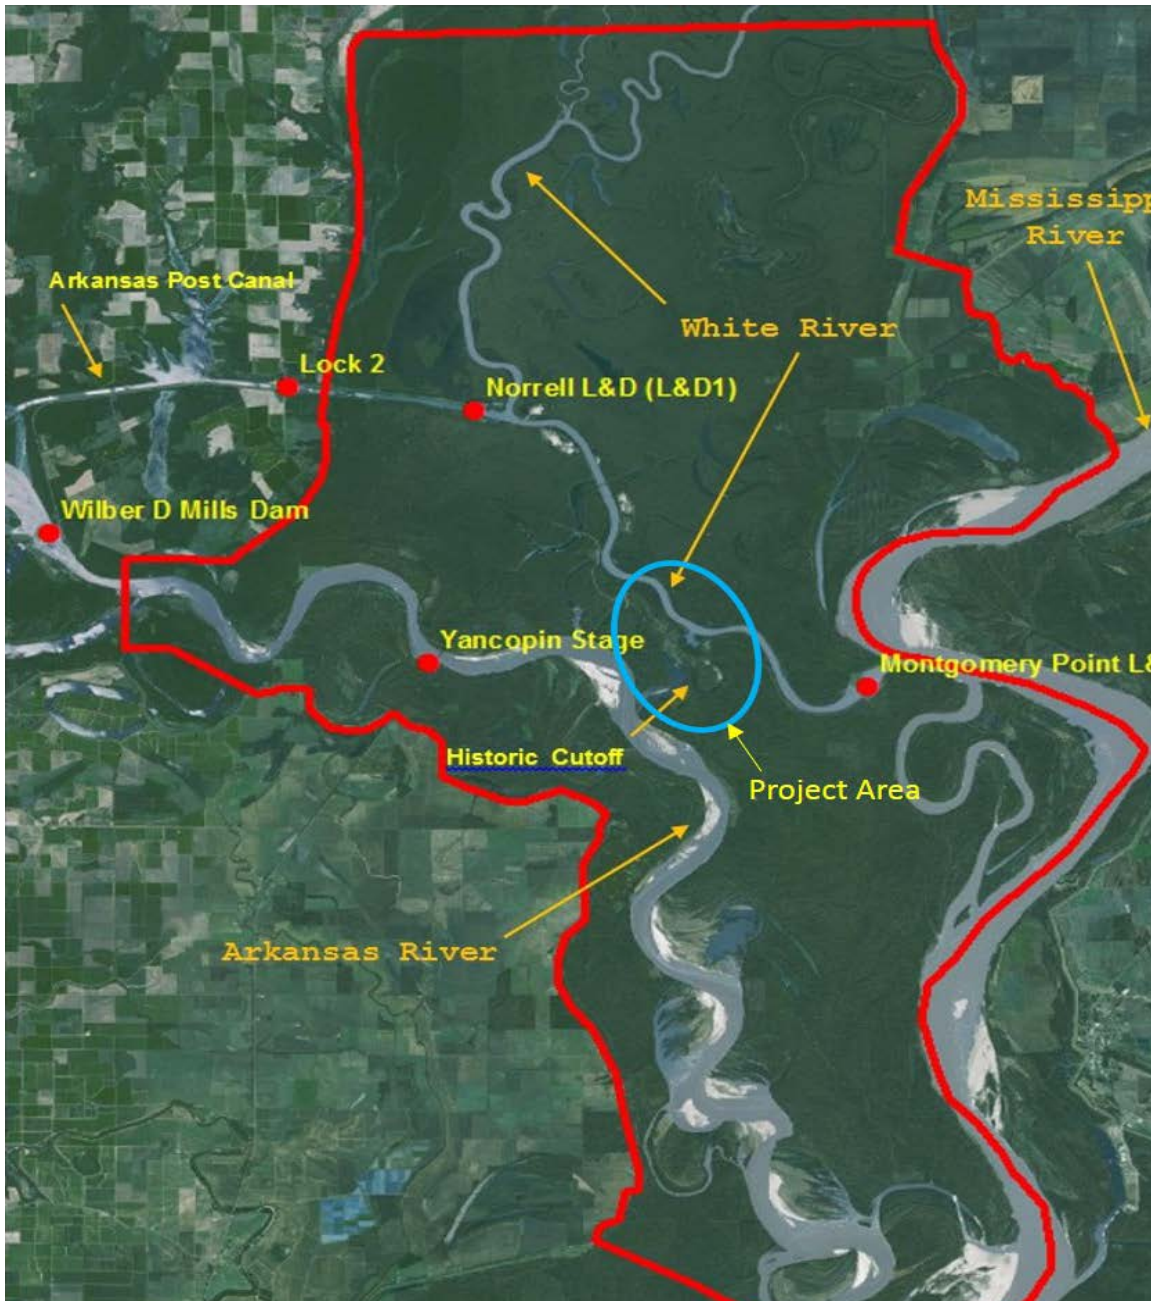 Mississipp
River
Arkansas Post Canal
White River
Lock 2
Norrell L&D (L&D1)
Wilber D Mills Dam
Yancopin Stage
Montgomery Point L&
Historic Cutoff
Project Area
Arkansas River